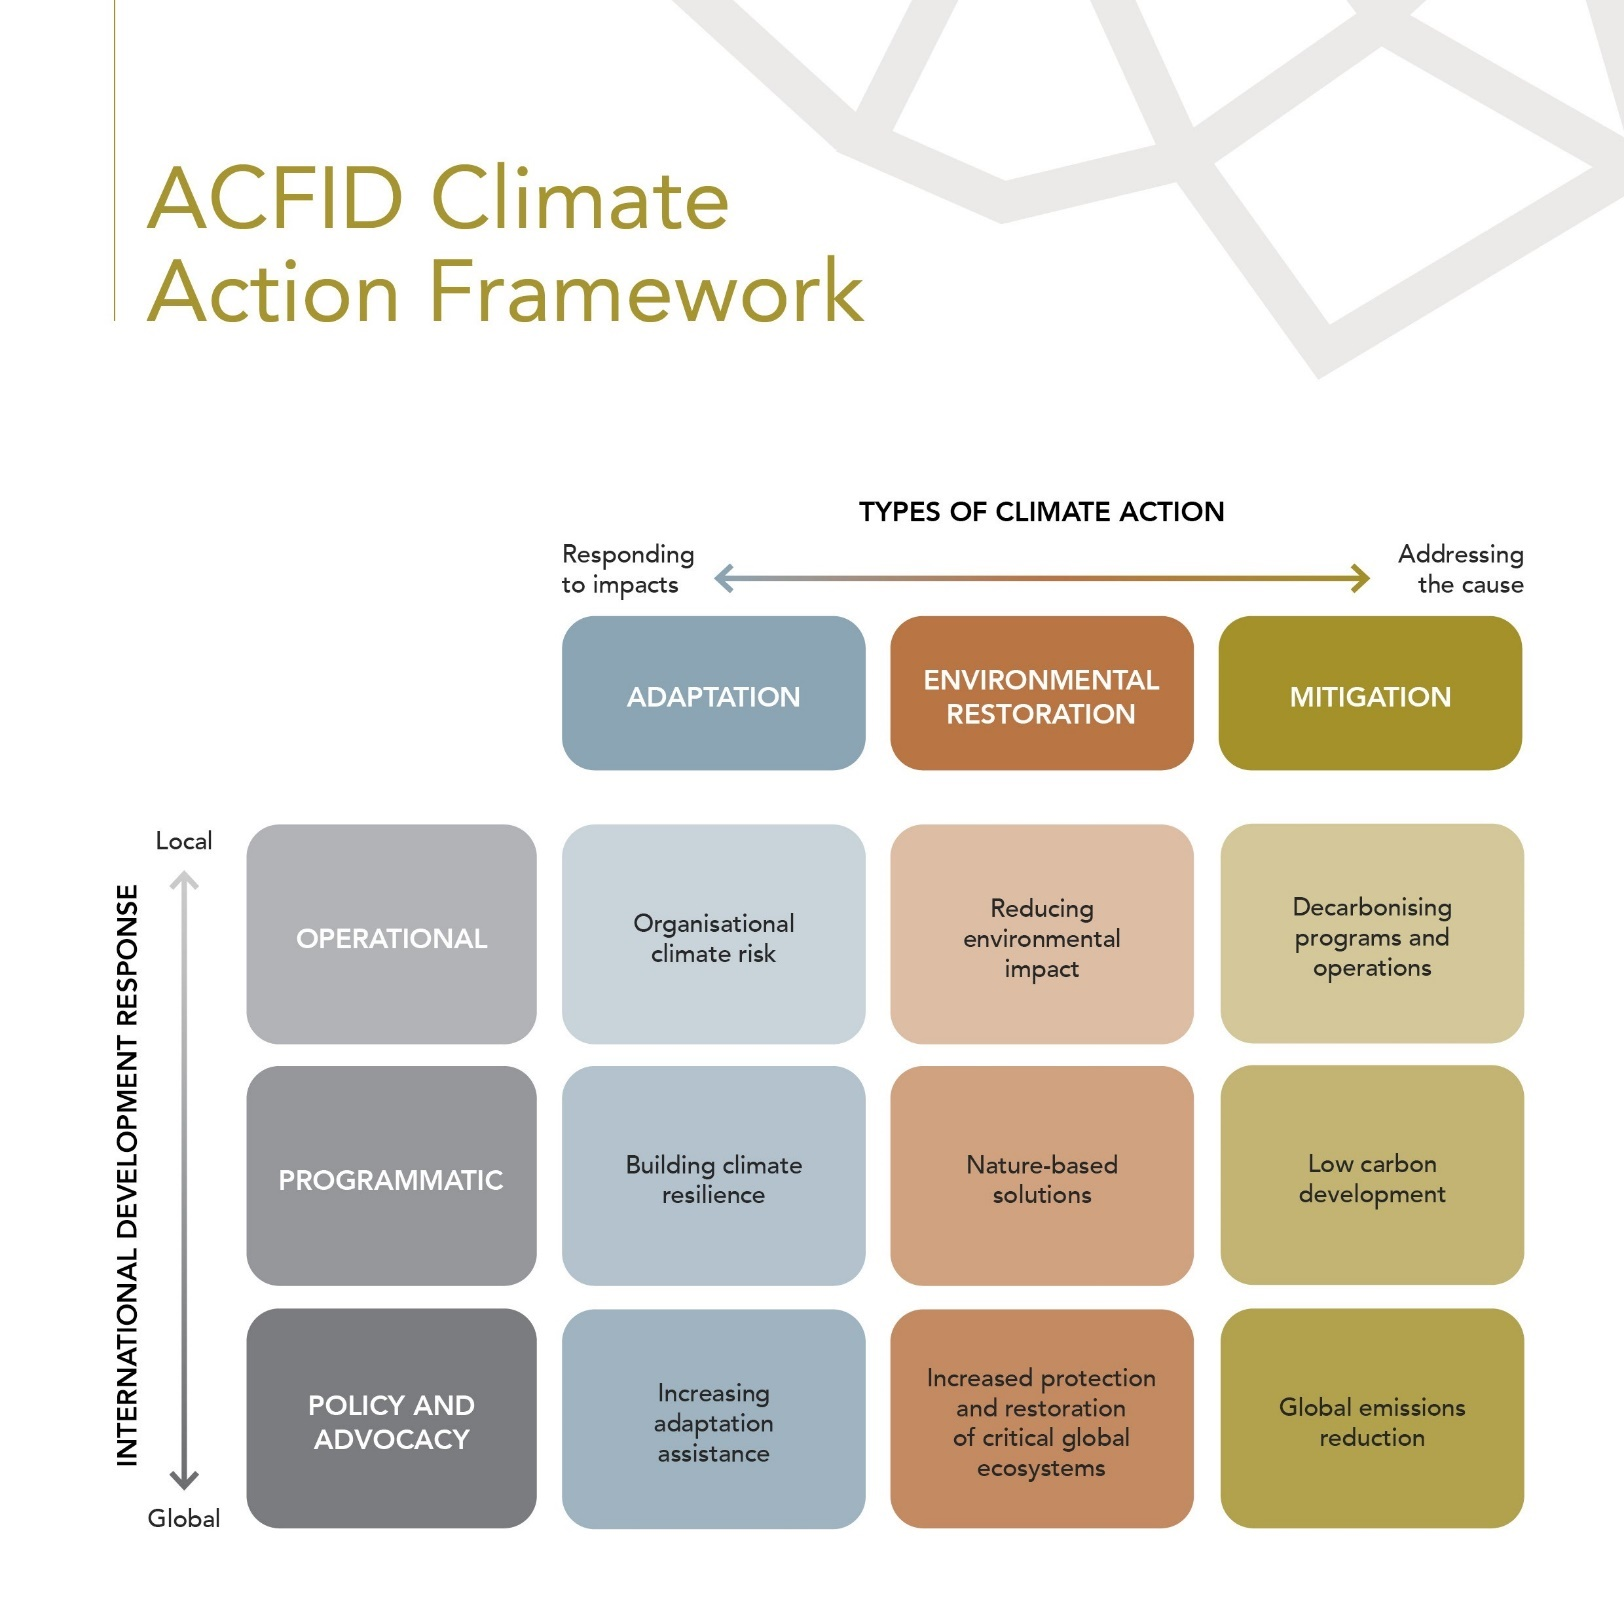 ACFID Climate
Action Framework
TYPES OF CLIMATE ACTION
Responding
to impacts
Addressing
the cause
ADAPTATION
ENVIRONMENTAL
RESTORATION
MITIGATION
INTERNATIONAL DEVELOPMENT RESPONSE
Local
OPERATIONAL
Organisational
climate risk
Reducing
environmental
impact
Decarbonising
programs and
operations
PROGRAMMATIC
Building climate
resilience
Nature-based
solutions
Low carbon
development
POLICY AND
ADVOCACY
Increasing
adaptation
assistance
Increased protection
and restoration
of critical global
ecosystems
Global emissions
reduction
Global